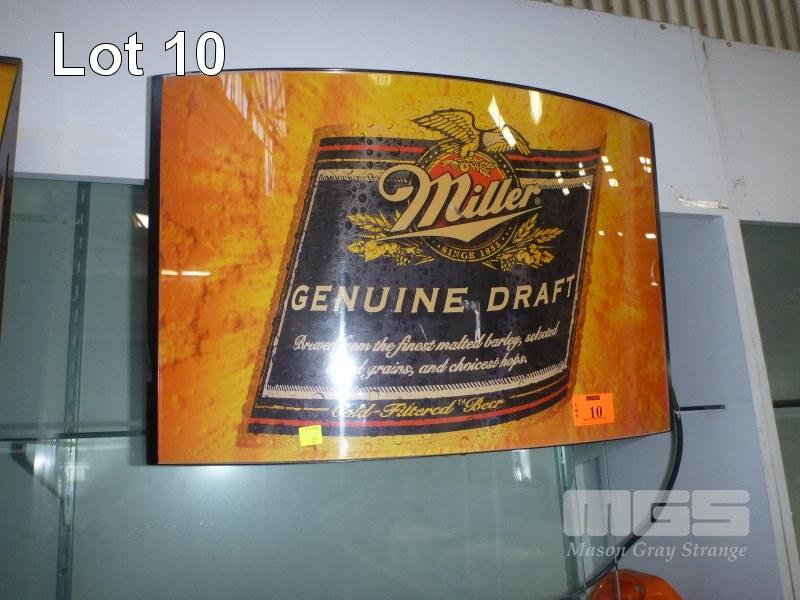 Lot 10
Miller
SINCE 1855
GENUINE DRAFT
Brewed from the finest malted barley, selected
grains, and choicest hops.
Cold-Filtered™ Beer
10
MGS
Mason Gray Strange